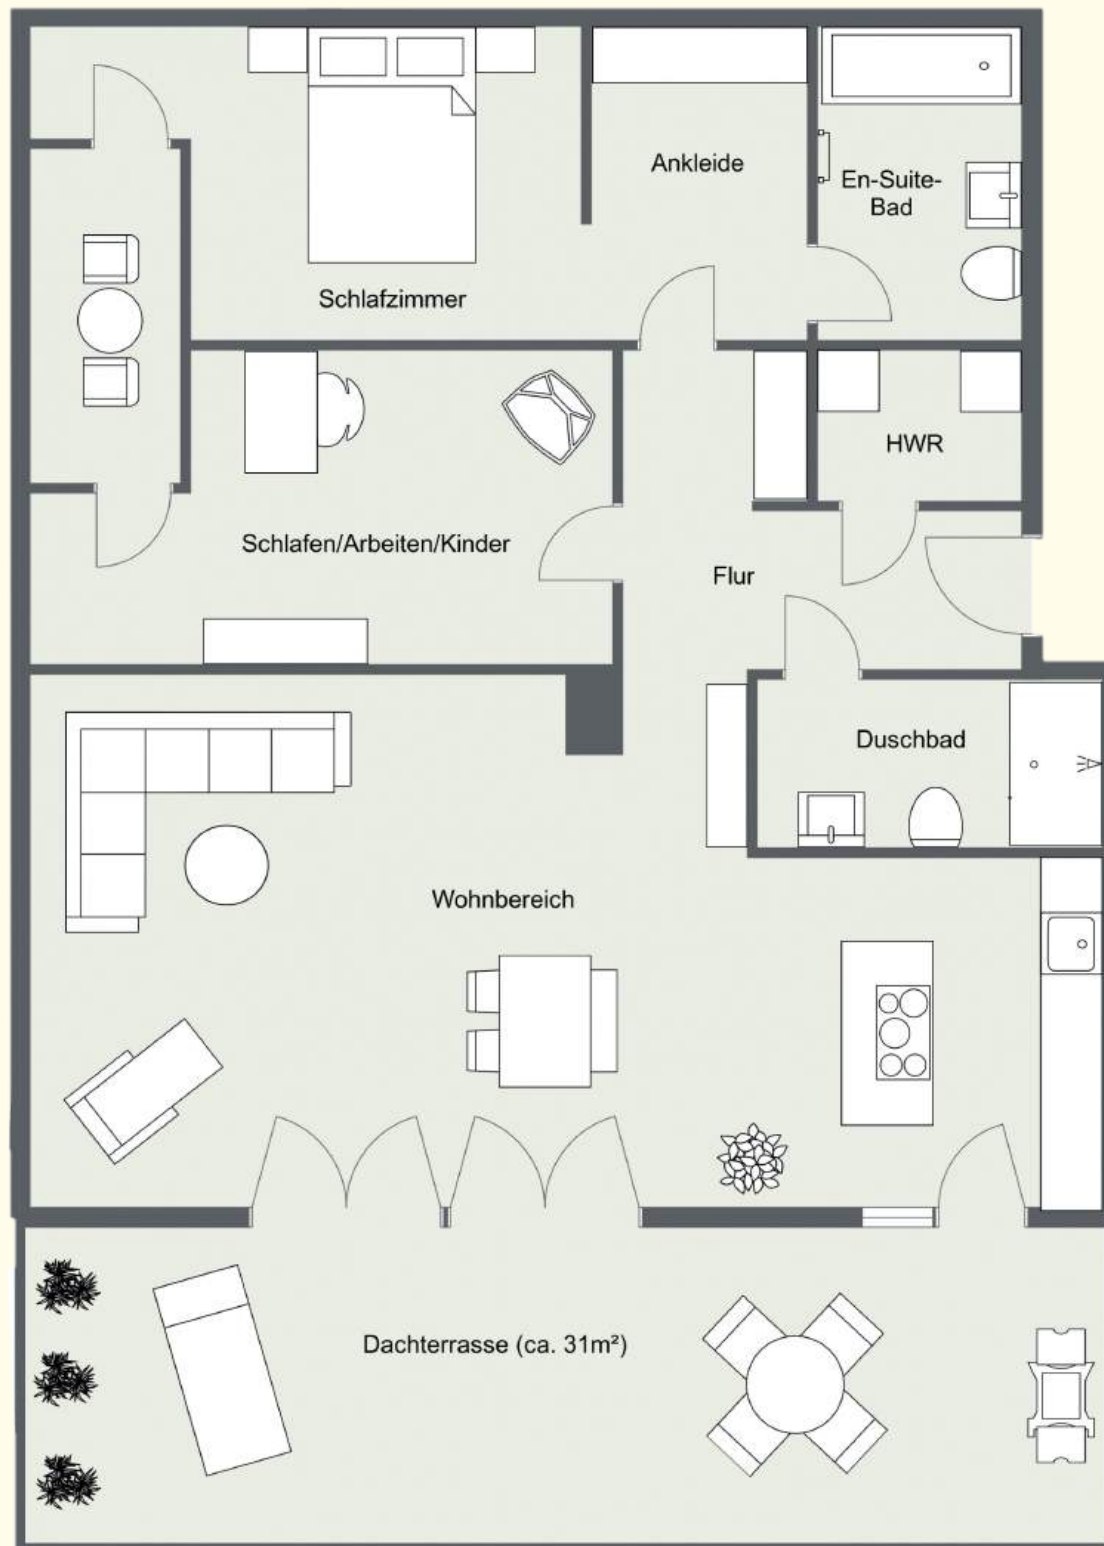 Ankleide
En-Suite-
Bad
Schlafzimmer
HWR
Schlafen/Arbeiten/Kinder
Flur
Duschbad
Wohnbereich
Dachterrasse (ca. 31m²)